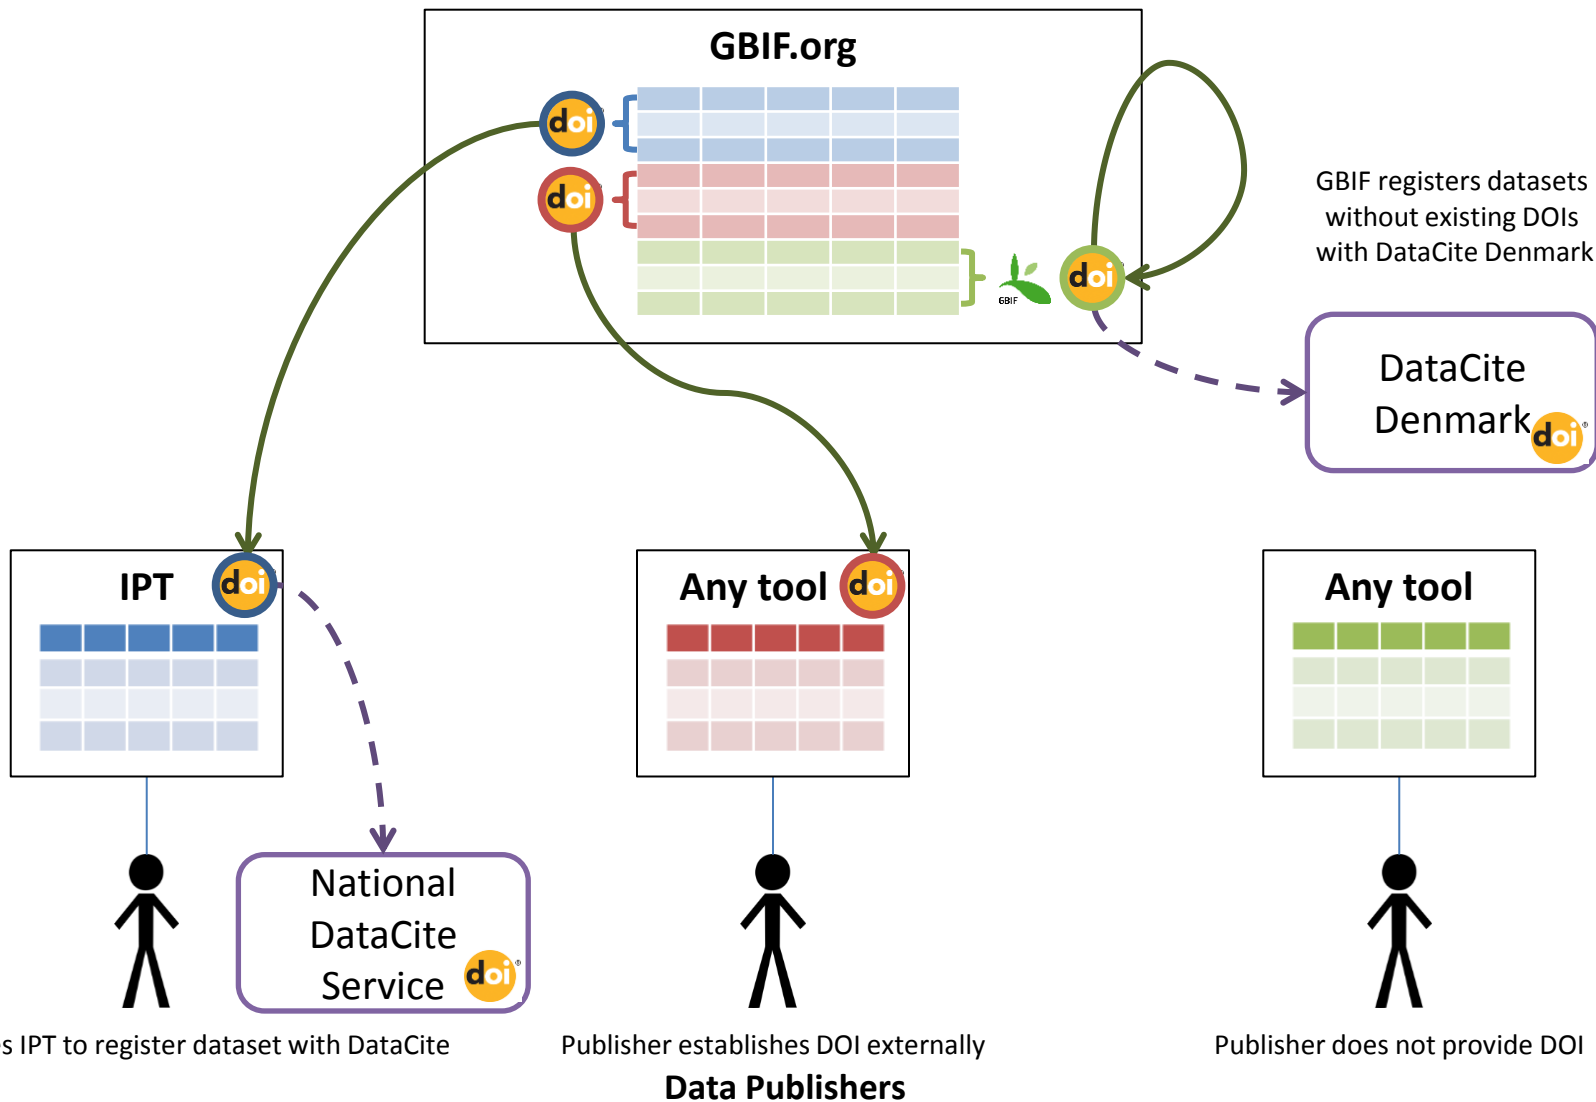 GBIF.org
doi
doi
GBIF
doi
GBIF registers datasets
without existing DOIs
with DataCite Denmark
DataCite
Denmark
doi
IPT
doi
Any tool
doi
Any tool
National
DataCite
Service
doi
s IPT to register dataset with DataCite
Publisher establishes DOI externally
Publisher does not provide DOI
Data Publishers